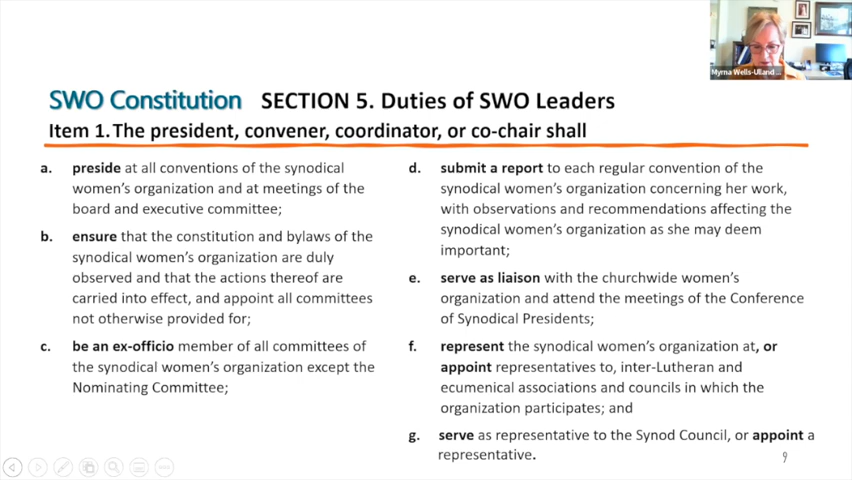 Myrna Wells-Ulland ...
SWO Constitution SECTION 5. Duties of SWO Leaders
Item 1. The president, convener, coordinator, or co-chair shall
a. preside at all conventions of the synodical
women's organization and at meetings of the
board and executive committee;
b. ensure that the constitution and bylaws of the
synodical women's organization are duly
observed and that the actions thereof are
carried into effect, and appoint all committees
not otherwise provided for;
c. be an ex-officio member of all committees of
the synodical women's organization except the
Nominating Committee;
d. submit a report to each regular convention of the
synodical women's organization concerning her work,
with observations and recommendations affecting the
synodical women's organization as she may deem
important;
e. serve as liaison with the churchwide women's
organization and attend the meetings of the Conference
of Synodical Presidents;
f. represent the synodical women's organization at, or
appoint representatives to, inter-Lutheran and
ecumenical associations and councils in which the
organization participates; and
g. serve as representative to the Synod Council, or appoint a
representative.
9